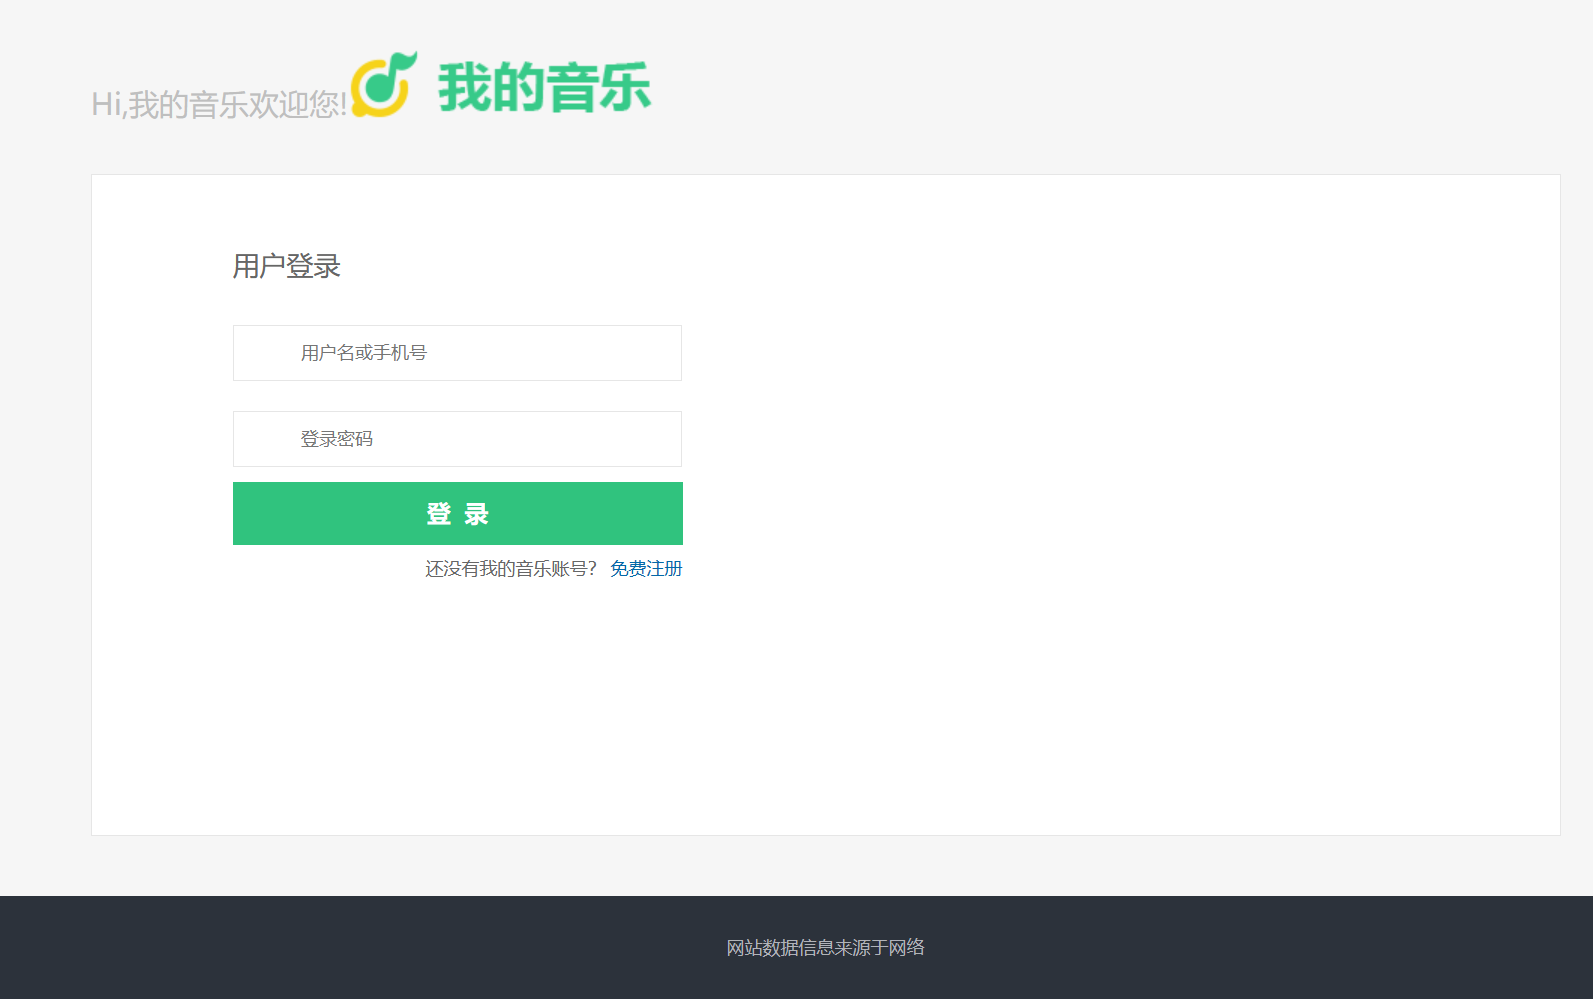 Hi,我的音乐欢迎您!
我的音乐
用户登录
用户名或手机号
登录密码
登 录
还没有我的音乐账号？ 免费注册
网站数据信息来源于网络